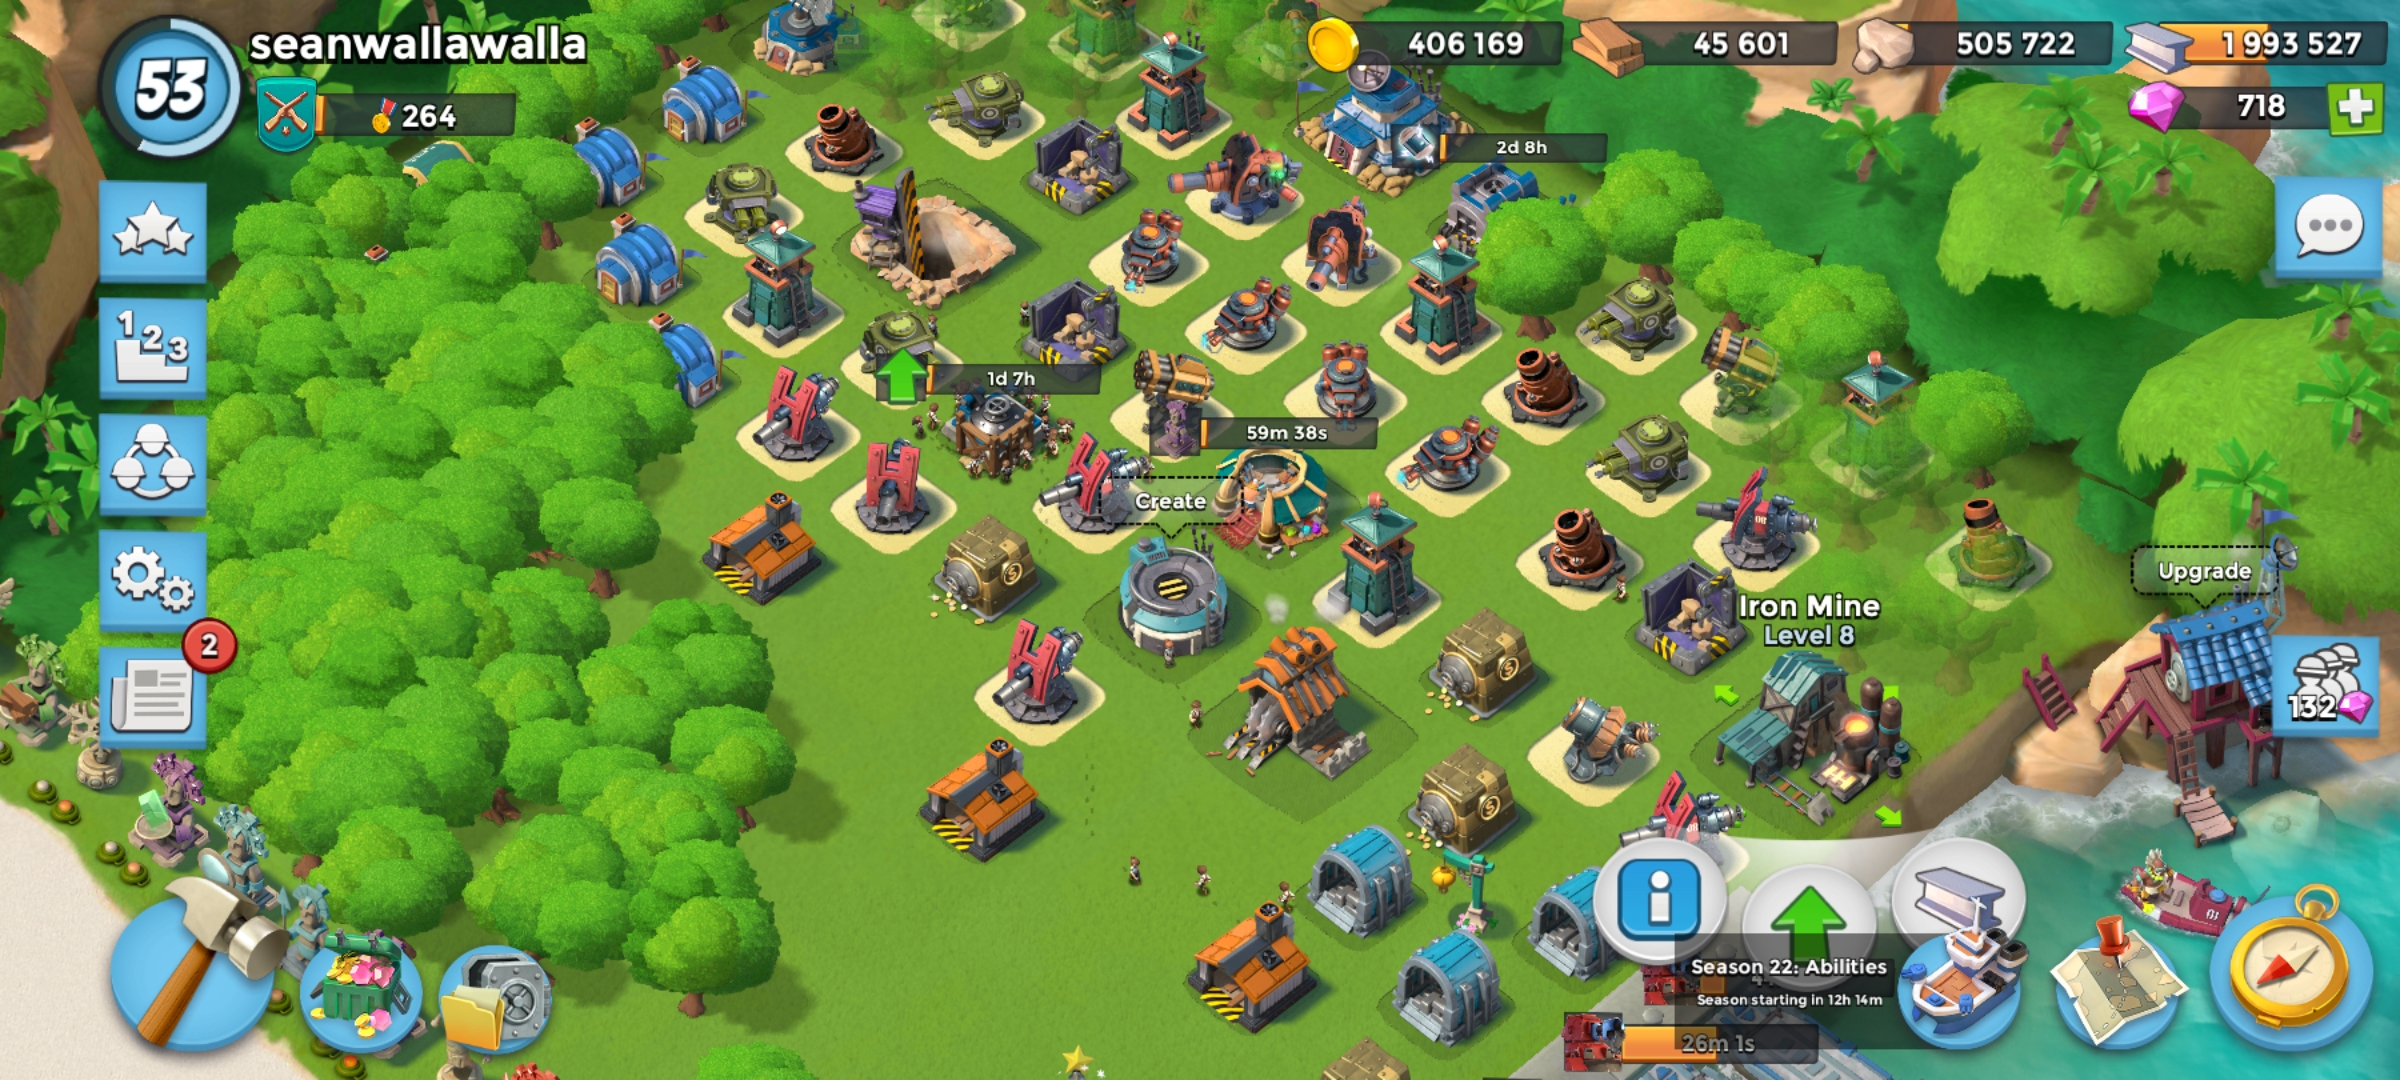 53
seanwallawalla
264
406 169
45 601
505 722
1 993 527
718
2d 8h
123
1d 7h
59m 38s
Create
Upgrade
Iron Mine
Level 8
2
132
Season 22: Abilities
Season starting in 12h 14m
26m 1s